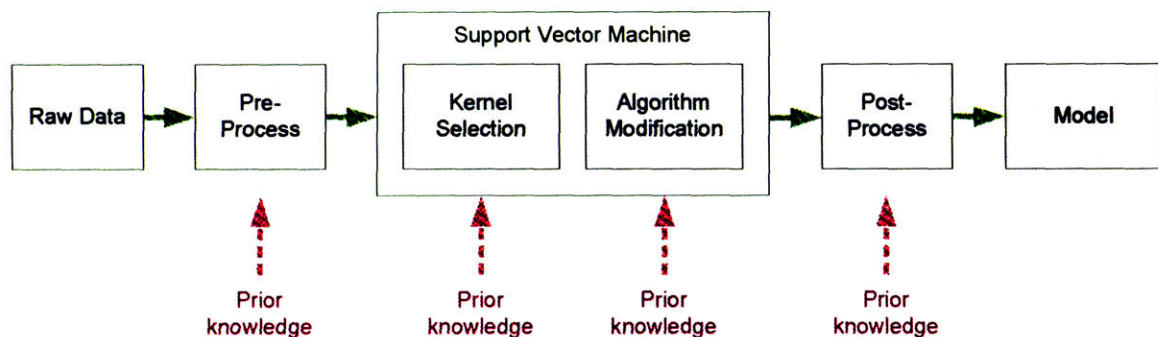 Support Vector Machine
Raw Data
Pre-
Process
Kernel
Selection
Algorithm
Modification
Post-
Process
Model
Prior
knowledge
Prior
knowledge
Prior
knowledge
Prior
knowledge